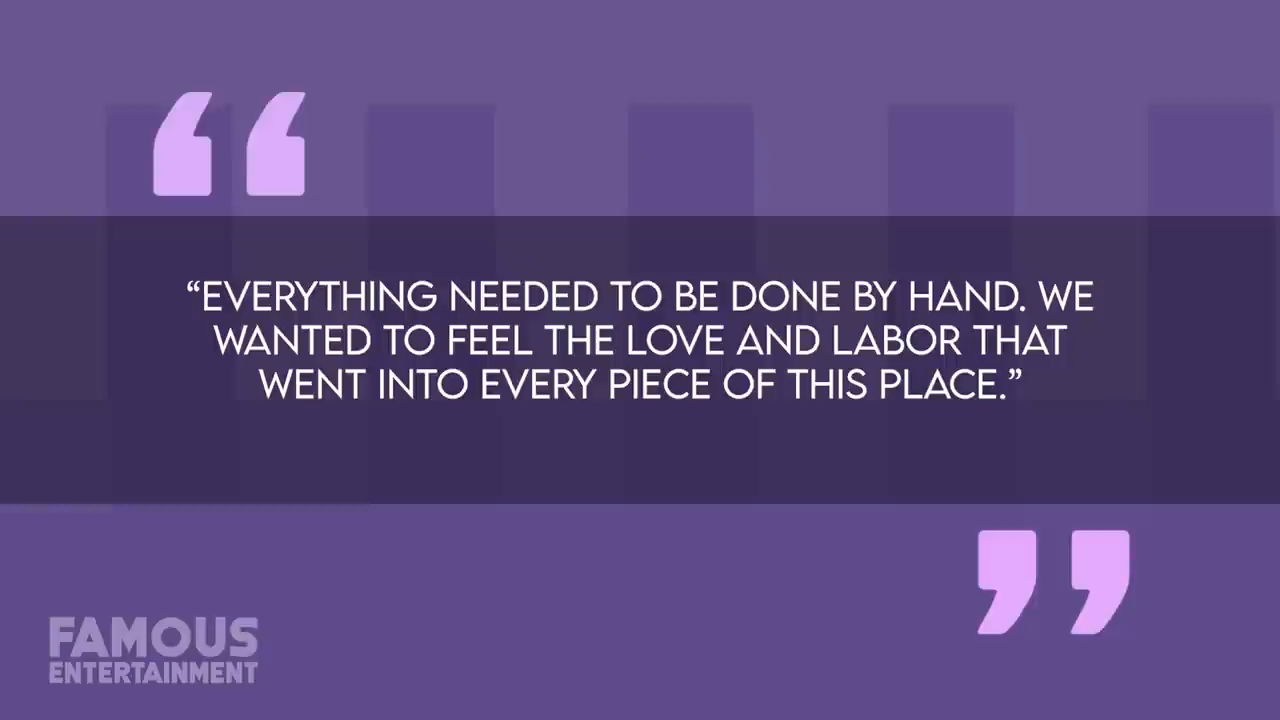 “EVERYTHING NEEDED TO BE DONE BY HAND. WE
WANTED TO FEEL THE LOVE AND LABOR THAT
WENT INTO EVERY PIECE OF THIS PLACE.”
FAMOUS
ENTERTAINMENT